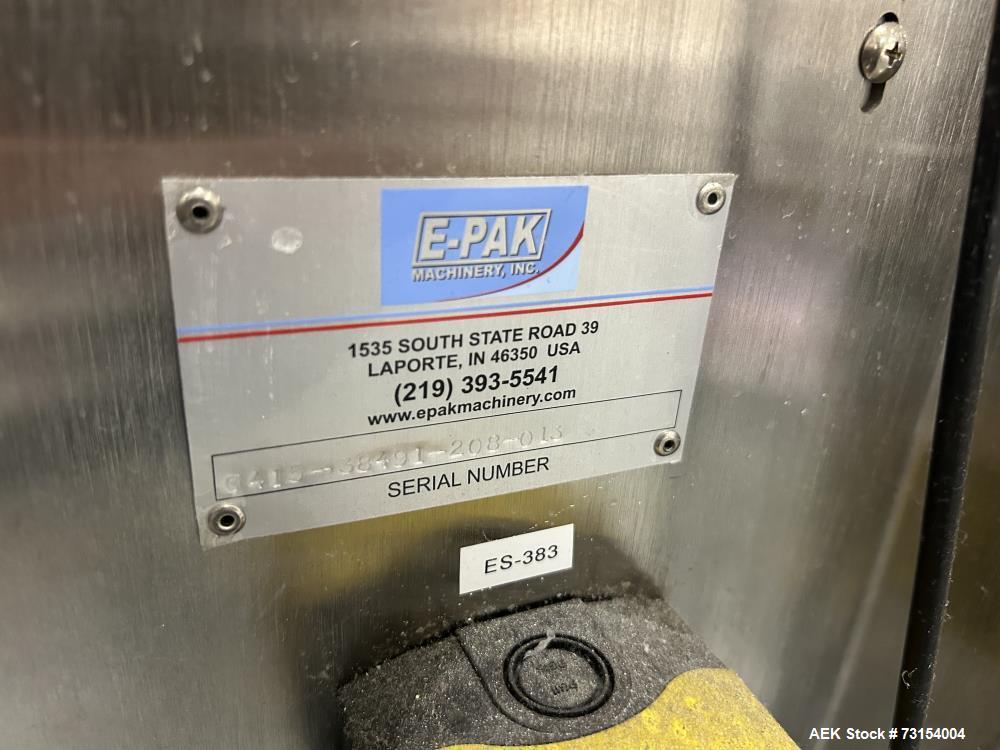 E-PAK
MACHINERY, INC.
1535 SOUTH STATE ROAD 39
LAPORTE, IN 46350 USA
(219) 393-5541
www.epakmachinery.com
SERIAL NUMBER
ES-383
AEK Stock #73154004